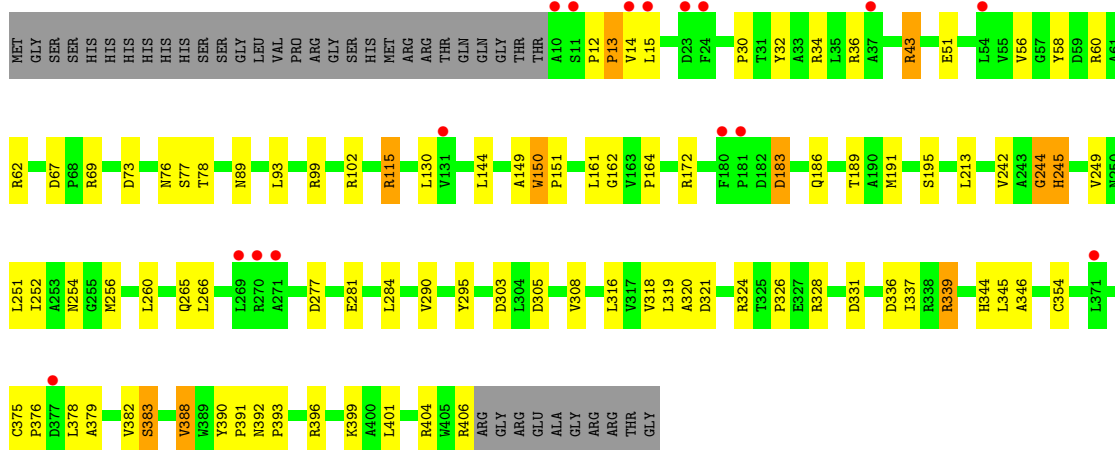 MET GLY SER SER HIS HIS HIS HIS HIS HIS SER SER GLY LEU VAL PRO ARG GLY SER HIS MET ARG ARG THR GLN GLN GLY THR THR A10 S11 P12 P13 V14 L15 D23 F24 P30 T31 Y32 A33 R34 L35 R36 A37 R43 E51 L54 V55 V56 G57 Y58 D59 R60 A61
R62 D67 P68 R69 D73 N76 S77 T78 N89 L93 R99 R102 R115 L130 V131 L144 A149 W150 P151 L161 G162 V163 P164 R172 F180 P181 D182 D183 Q186 T189 A190 M191 S195 L213 V242 A243 G244 H245 V249 N250
L251 I252 A253 N254 G255 M256 L260 Q265 L266 L269 R270 A271 D277 E281 L284 V290 Y295 D303 L304 D305 V308 L316 V317 V318 L319 A320 D321 R324 T325 P326 E327 R328 D331 D336 I337 R338 R339 H344 L345 A346 C354 L371
C375 P376 D377 L378 A379 V382 S383 V388 W389 Y390 P391 N392 P393 R396 K399 A400 L401 R404 W405 R406 ARG GLY ARG GLU ALA GLY ARG ARG THR GLY